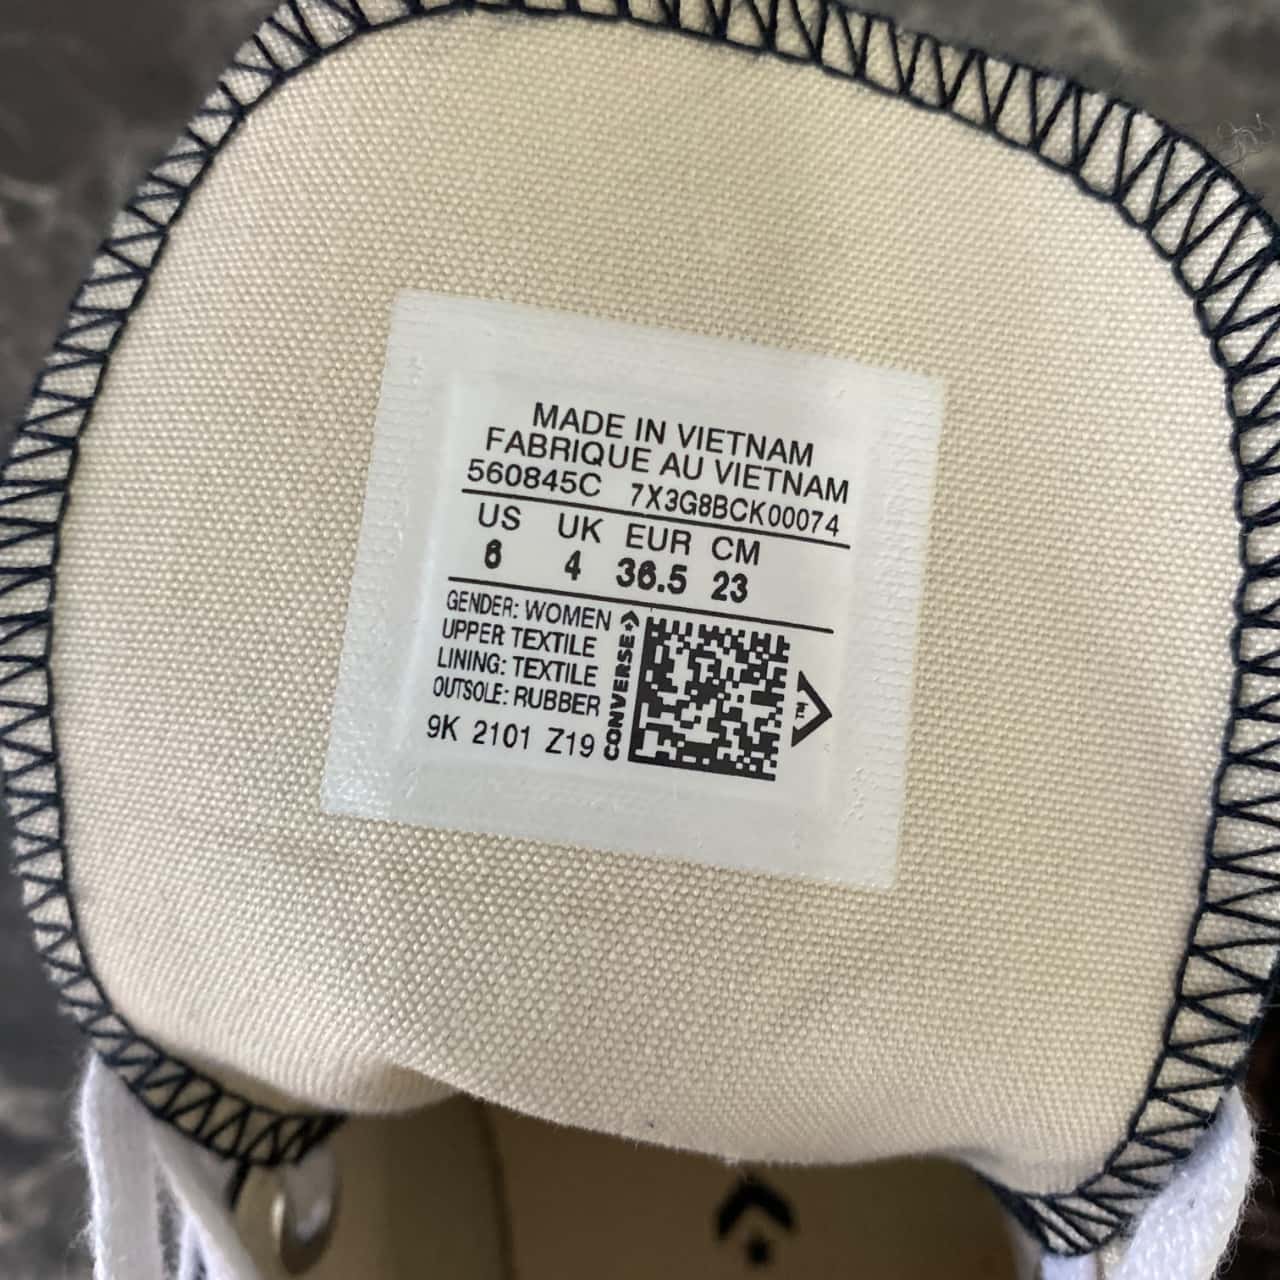 MADE IN VIETNAM
FABRIQUE AU VIETNAM
560845C 7X3G8BCK00074
US UK EUR CM
6 4 36.5 23
GENDER: WOMEN
UPPER TEXTILE
LINING: TEXTILE
OUTSOLE: RUBBER
9K 2101 Z19
CONVERSE
TM